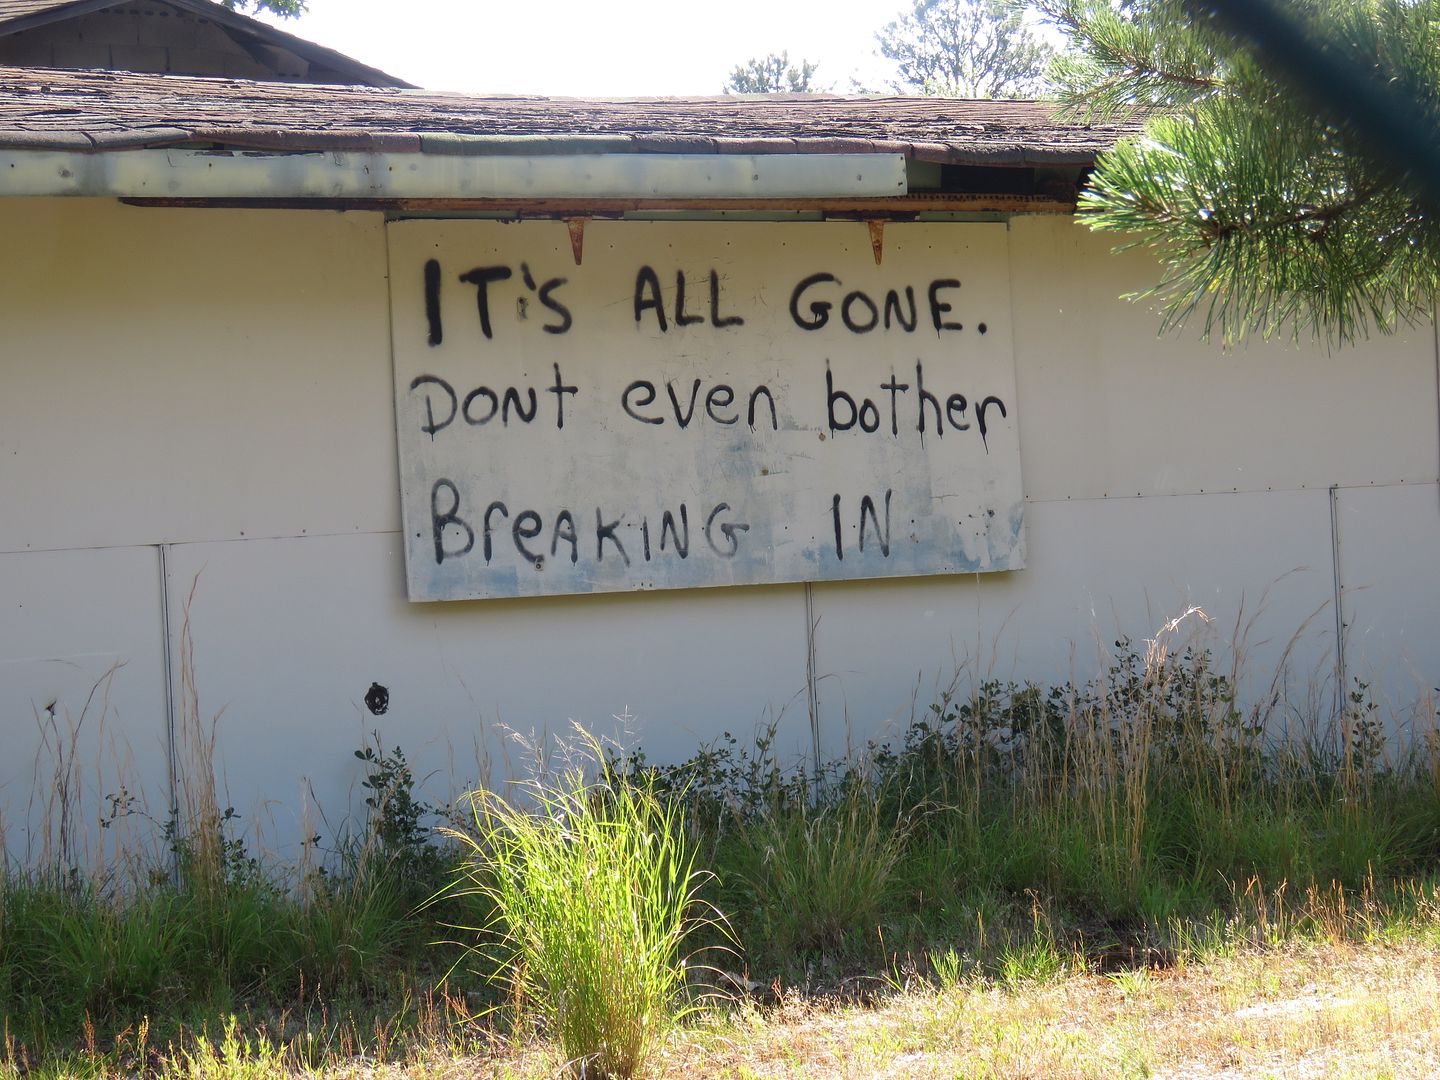 IT'S ALL GONE.
DONt even bother
BreAKING IN